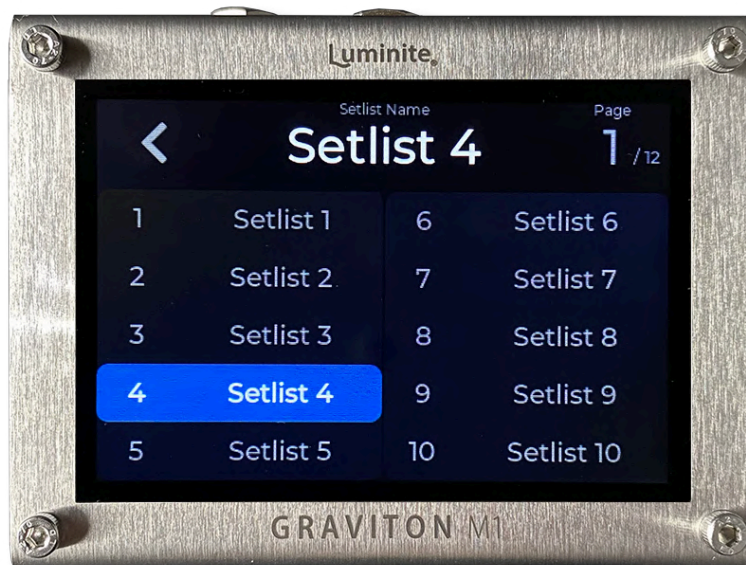 Luminite
Setlist Name
Setlist 4
Page
1 / 12
1 Setlist 1
2 Setlist 2
3 Setlist 3
4 Setlist 4
5 Setlist 5
6 Setlist 6
7 Setlist 7
8 Setlist 8
9 Setlist 9
10 Setlist 10
GRAVITON M1